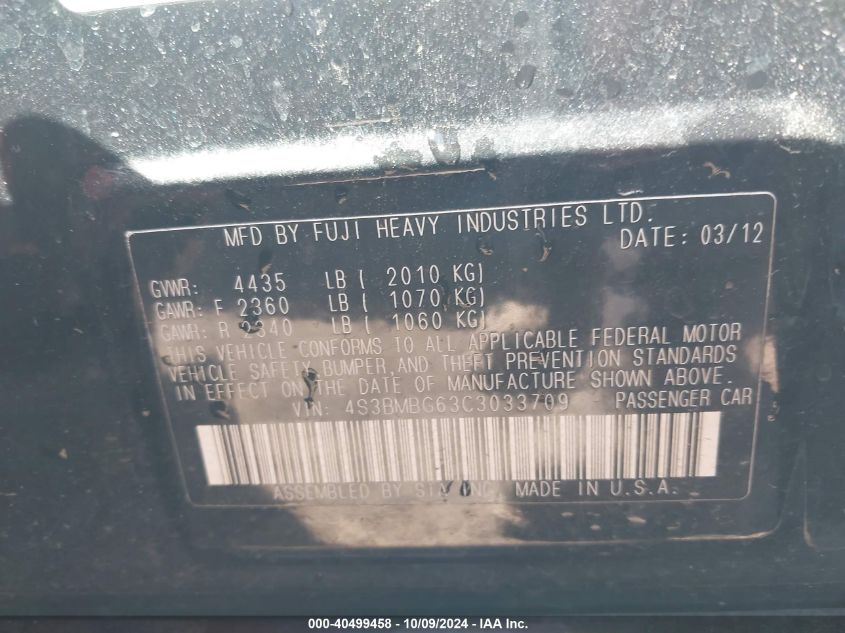 MFD BY FUJI HEAVY INDUSTRIES LTD.
DATE: 03/12
GVWR: 4435 LB ( 2010 KG)
GAWR: F 2360 LB ( 1070 KG)
GAWR: R 2340 LB ( 1060 KG)
THIS VEHICLE CONFORMS TO ALL APPLICABLE FEDERAL MOTOR
VEHICLE SAFETY, BUMPER, AND THEFT PREVENTION STANDARDS
IN EFFECT ON THE DATE OF MANUFACTURE SHOWN ABOVE.
VIN: 4S3BMBG63C3033709 PASSENGER CAR
ASSEMBLED BY SIA INC. MADE IN U.S.A.
000-40499458 - 10/09/2024 - IAA Inc.